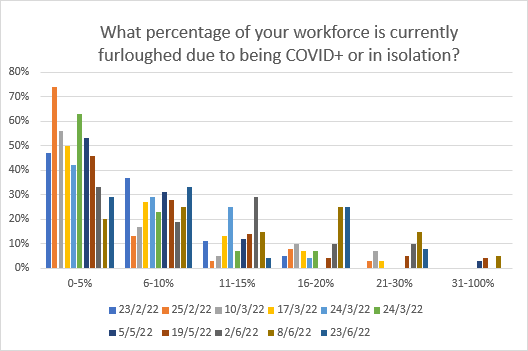 What percentage of your workforce is currently
furloughed due to being COVID+ or in isolation?
80%
70%
60%
50%
40%
30%
20%
10%
0%
0-5% 6-10% 11-15% 16-20% 21-30% 31-100%
23/2/22 25/2/22 10/3/22 17/3/22 24/3/22 24/3/22
5/5/22 19/5/22 2/6/22 8/6/22 23/6/22